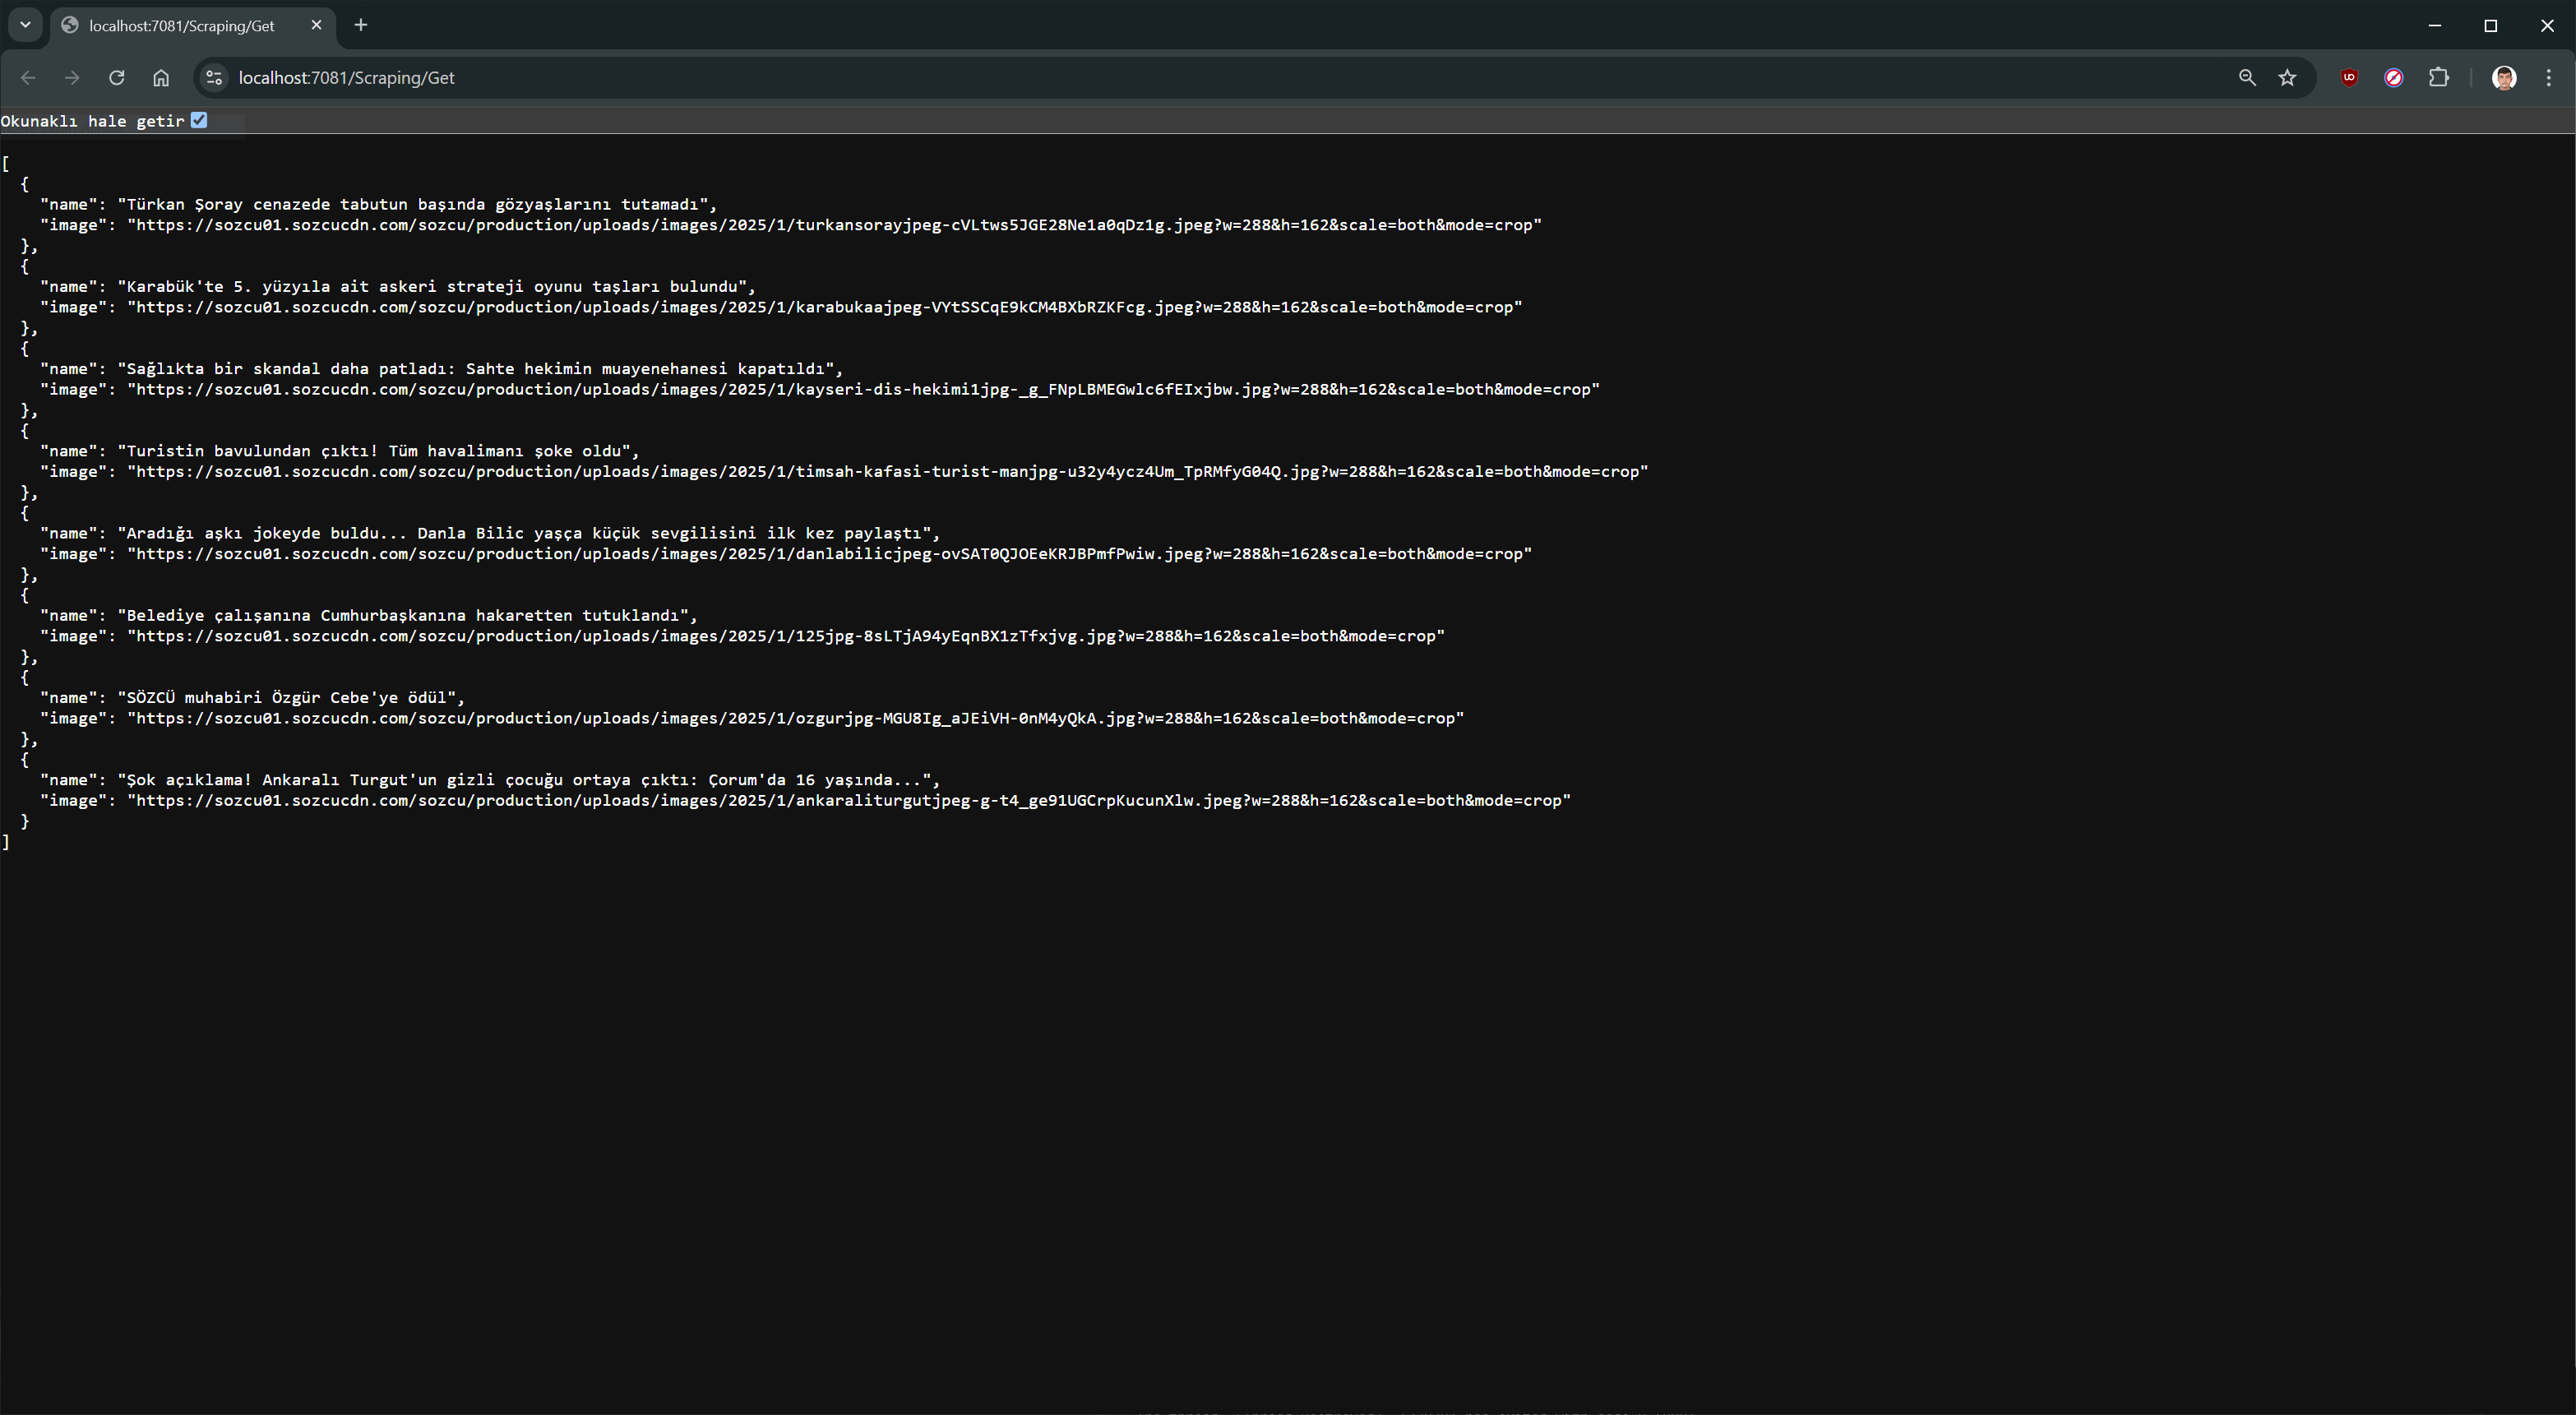 localhost:7081/Scraping/Get
localhost:7081/Scraping/Get
Okunaklı hale getir
[
  {
    "name": "Türkan Şoray cenazede tabutun başında gözyaşlarını tutamadı",
    "image": "https://sozcu01.sozcucdn.com/sozcu/production/uploads/images/2025/1/turkansorayjpeg-cVLtws5JGE28Ne1a0qDz1g.jpeg?w=288&h=162&scale=both&mode=crop"
  },
  {
    "name": "Karabük'te 5. yüzyıla ait askeri strateji oyunu taşları bulundu",
    "image": "https://sozcu01.sozcucdn.com/sozcu/production/uploads/images/2025/1/karabukaajpeg-VYtSSCqE9kCM4BXbRZKFcg.jpeg?w=288&h=162&scale=both&mode=crop"
  },
  {
    "name": "Sağlıkta bir skandal daha patladı: Sahte hekimin muayenehanesi kapatıldı",
    "image": "https://sozcu01.sozcucdn.com/sozcu/production/uploads/images/2025/1/kayseri-dis-hekimi1jpg-_g_FNpLBMEGwlc6fEIxjbw.jpg?w=288&h=162&scale=both&mode=crop"
  },
  {
    "name": "Turistin bavulundan çıktı! Tüm havalimanı şoke oldu",
    "image": "https://sozcu01.sozcucdn.com/sozcu/production/uploads/images/2025/1/timsah-kafasi-turist-manjpg-u32y4ycz4Um_TpRMfyG04Q.jpg?w=288&h=162&scale=both&mode=crop"
  },
  {
    "name": "Aradığı aşkı jokeyde buldu... Danla Bilic yaşça küçük sevgilisini ilk kez paylaştı",
    "image": "https://sozcu01.sozcucdn.com/sozcu/production/uploads/images/2025/1/danlabilicjpeg-ovSAT0QJOEeKRJBPmfPwiw.jpeg?w=288&h=162&scale=both&mode=crop"
  },
  {
    "name": "Belediye çalışanına Cumhurbaşkanına hakaretten tutuklandı",
    "image": "https://sozcu01.sozcucdn.com/sozcu/production/uploads/images/2025/1/125jpg-8sLTjA94yEqnBX1zTfxjvg.jpg?w=288&h=162&scale=both&mode=crop"
  },
  {
    "name": "SÖZCÜ muhabiri Özgür Cebe'ye ödül",
    "image": "https://sozcu01.sozcucdn.com/sozcu/production/uploads/images/2025/1/ozgurjpg-MGU8Ig_aJEiVH-0nM4yQkA.jpg?w=288&h=162&scale=both&mode=crop"
  },
  {
    "name": "Şok açıklama! Ankaralı Turgut'un gizli çocuğu ortaya çıktı: Çorum'da 16 yaşında...",
    "image": "https://sozcu01.sozcucdn.com/sozcu/production/uploads/images/2025/1/ankaraliturgutjpeg-g-t4_ge91UGCrpKucunXlw.jpeg?w=288&h=162&scale=both&mode=crop"
  }
]